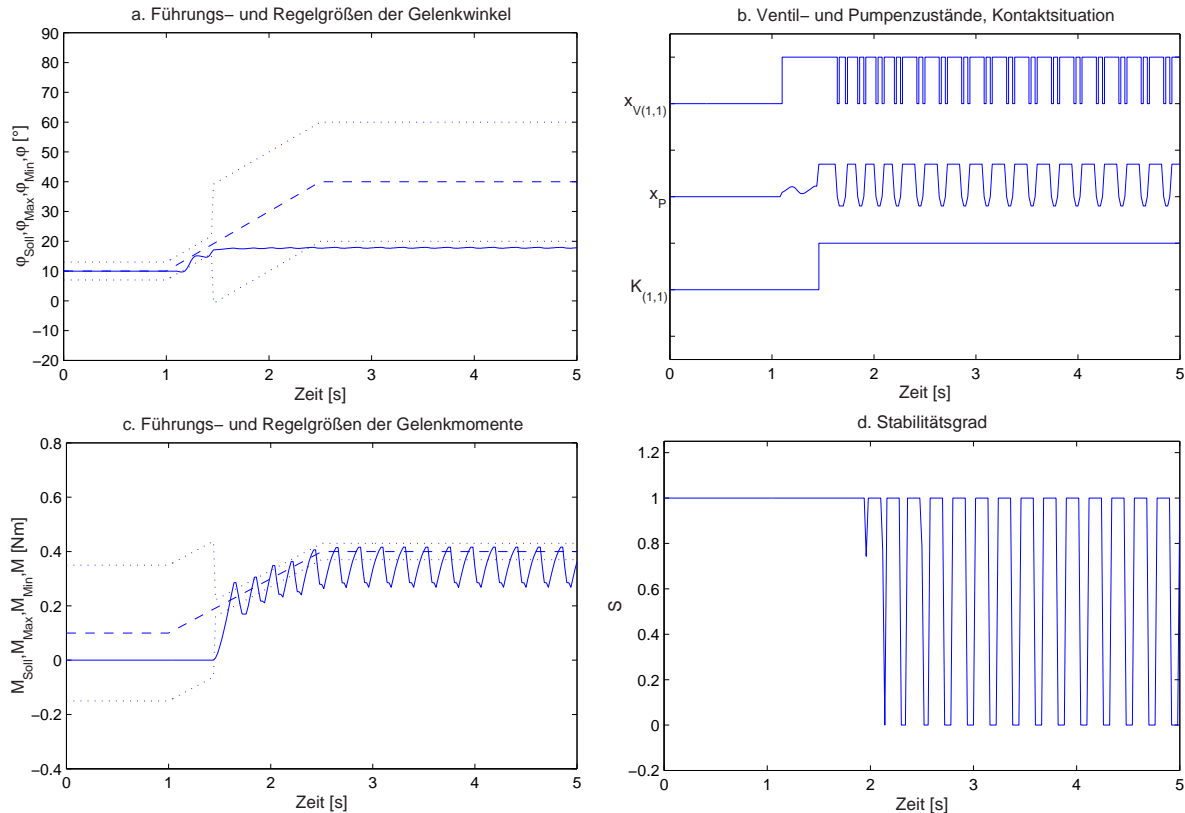 a. Führungs− und Regelgrößen der Gelenkwinkel
90
80
70
60
50
40
30
20
10
0
−10
−20
φSoll,φMax,φMin,φ [°]
0 1 2 3 4 5
Zeit [s]
b. Ventil− und Pumpenzustände, Kontaktsituation
xV(1,1)
xP
K(1,1)
0 1 2 3 4 5
Zeit [s]
c. Führungs− und Regelgrößen der Gelenkmomente
0.8
0.6
0.4
0.2
0
−0.2
−0.4
MSoll,MMax,MMin,M [Nm]
0 1 2 3 4 5
Zeit [s]
d. Stabilitätsgrad
1.2
1
0.8
0.6
0.4
0.2
0
−0.2
S
0 1 2 3 4 5
Zeit [s]